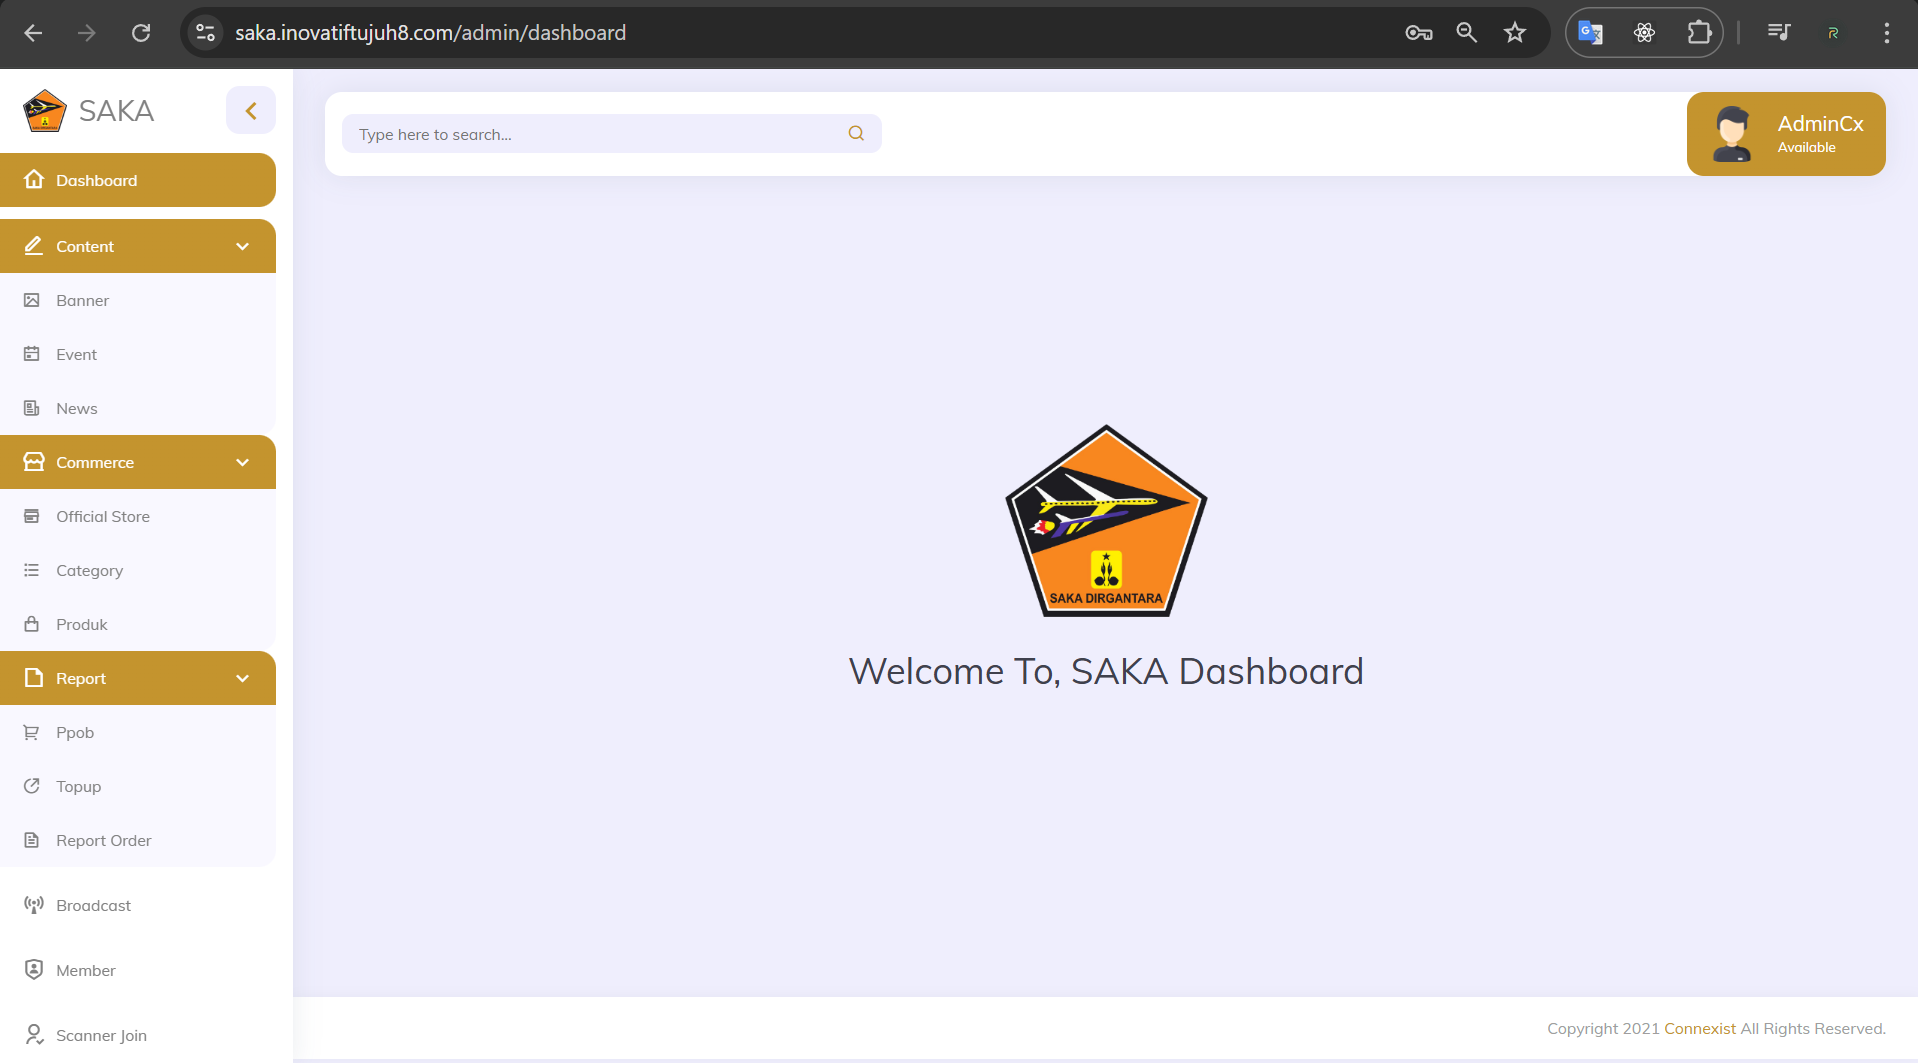 saka.inovatiftujuh8.com/admin/dashboard
SAKA
Type here to search...
AdminCx
Available
Dashboard
Content
Banner
Event
News
Commerce
Official Store
Category
Produk
Report
Ppob
Topup
Report Order
Broadcast
Member
Scanner Join
SAKA DIRGANTARA
Welcome To, SAKA Dashboard
Copyright 2021 Connexist All Rights Reserved.